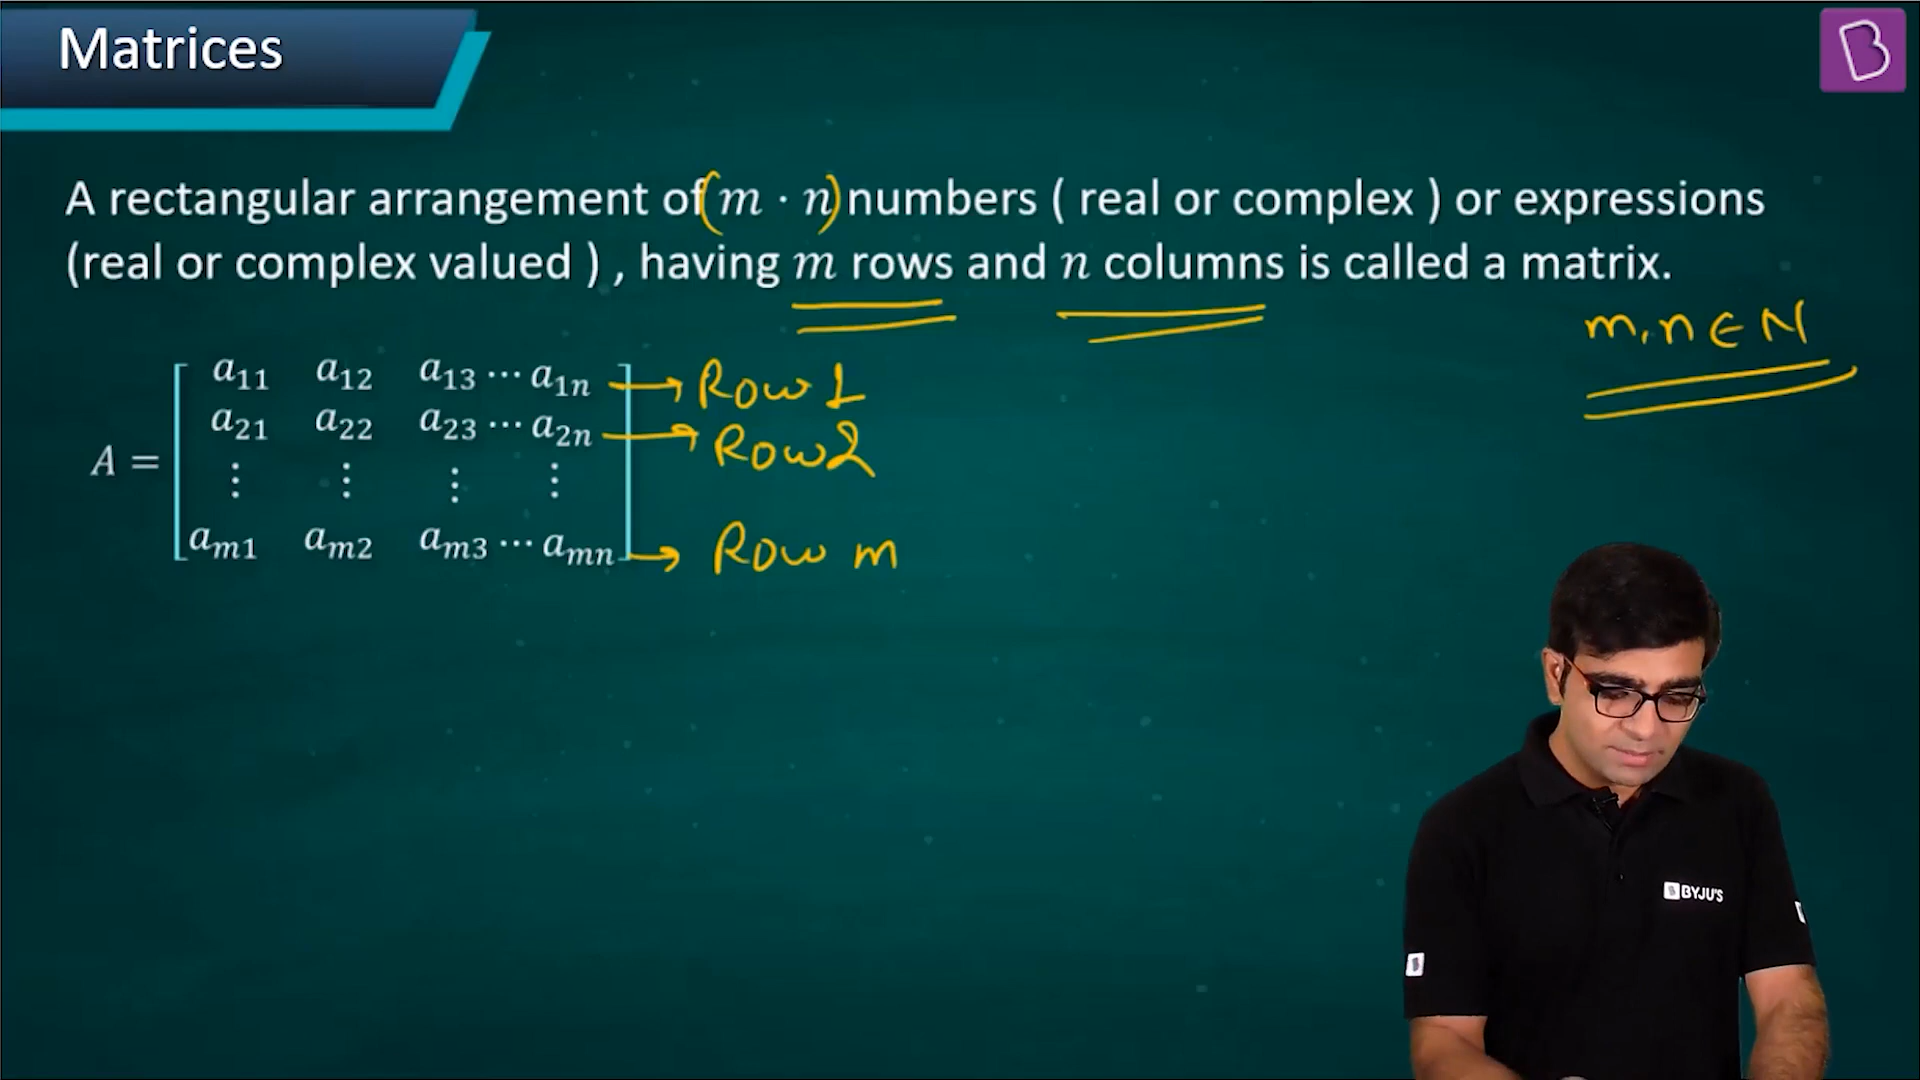 Matrices
A rectangular arrangement of (m · n) numbers ( real or complex ) or expressions
(real or complex valued ) , having m rows and n columns is called a matrix.
m, n ∈ N
a₁₁ a₁₂ a₁₃ ⋯ a₁ₙ → Row 1
a₂₁ a₂₂ a₂₃ ⋯ a₂ₙ → Row 2
A =
⋮ ⋮ ⋮ ⋮
aₘ₁ aₘ₂ aₘ₃ ⋯ aₘₙ → Row m
BYJU'S